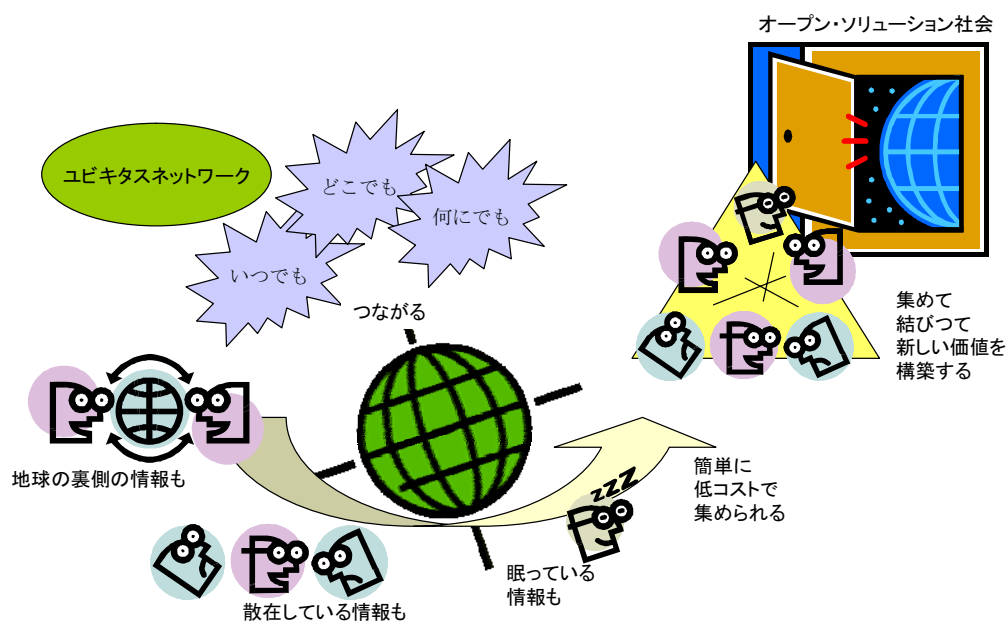 オープン・ソリューション社会
ユビキタスネットワーク
どこでも
何にでも
いつでも
つながる
集めて
結びつて
新しい価値を
構築する
地球の裏側の情報も
簡単に
低コストで
集められる
zzz
眠っている
情報も
散在している情報も